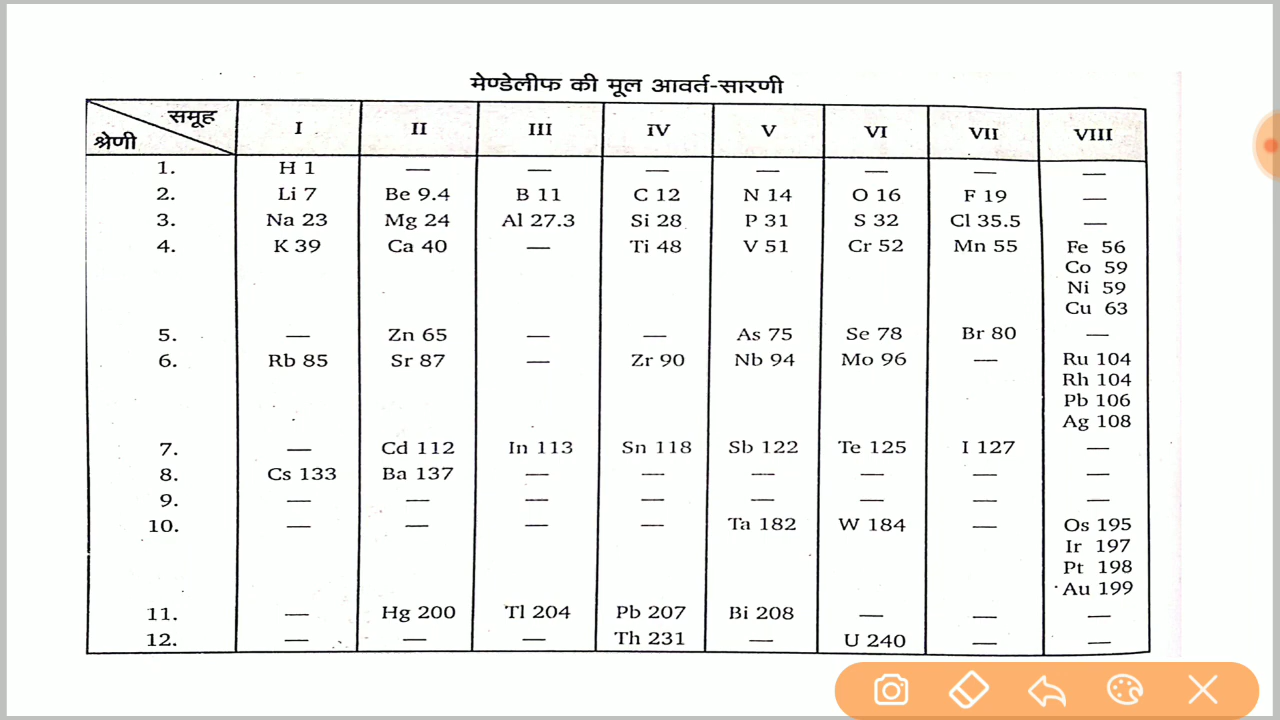 मेण्डेलीफ की मूल आवर्त-सारणी
समूह श्रेणी I II III IV V VI VII VIII
1. H 1 — — — — — — —
2. Li 7 Be 9.4 B 11 C 12 N 14 O 16 F 19 —
3. Na 23 Mg 24 Al 27.3 Si 28 P 31 S 32 Cl 35.5 —
4. K 39 Ca 40 — Ti 48 V 51 Cr 52 Mn 55 Fe 56
Co 59
Ni 59
Cu 63
5. — Zn 65 — — As 75 Se 78 Br 80 —
6. Rb 85 Sr 87 — Zr 90 Nb 94 Mo 96 — Ru 104
Rh 104
Pb 106
Ag 108
7. — Cd 112 In 113 Sn 118 Sb 122 Te 125 I 127 —
8. Cs 133 Ba 137 — — — — — —
9. — — — — — — — —
10. — — — — Ta 182 W 184 — Os 195
Ir 197
Pt 198
Au 199
11. — Hg 200 Tl 204 Pb 207 Bi 208 — — —
12. — — — Th 231 — U 240 — —